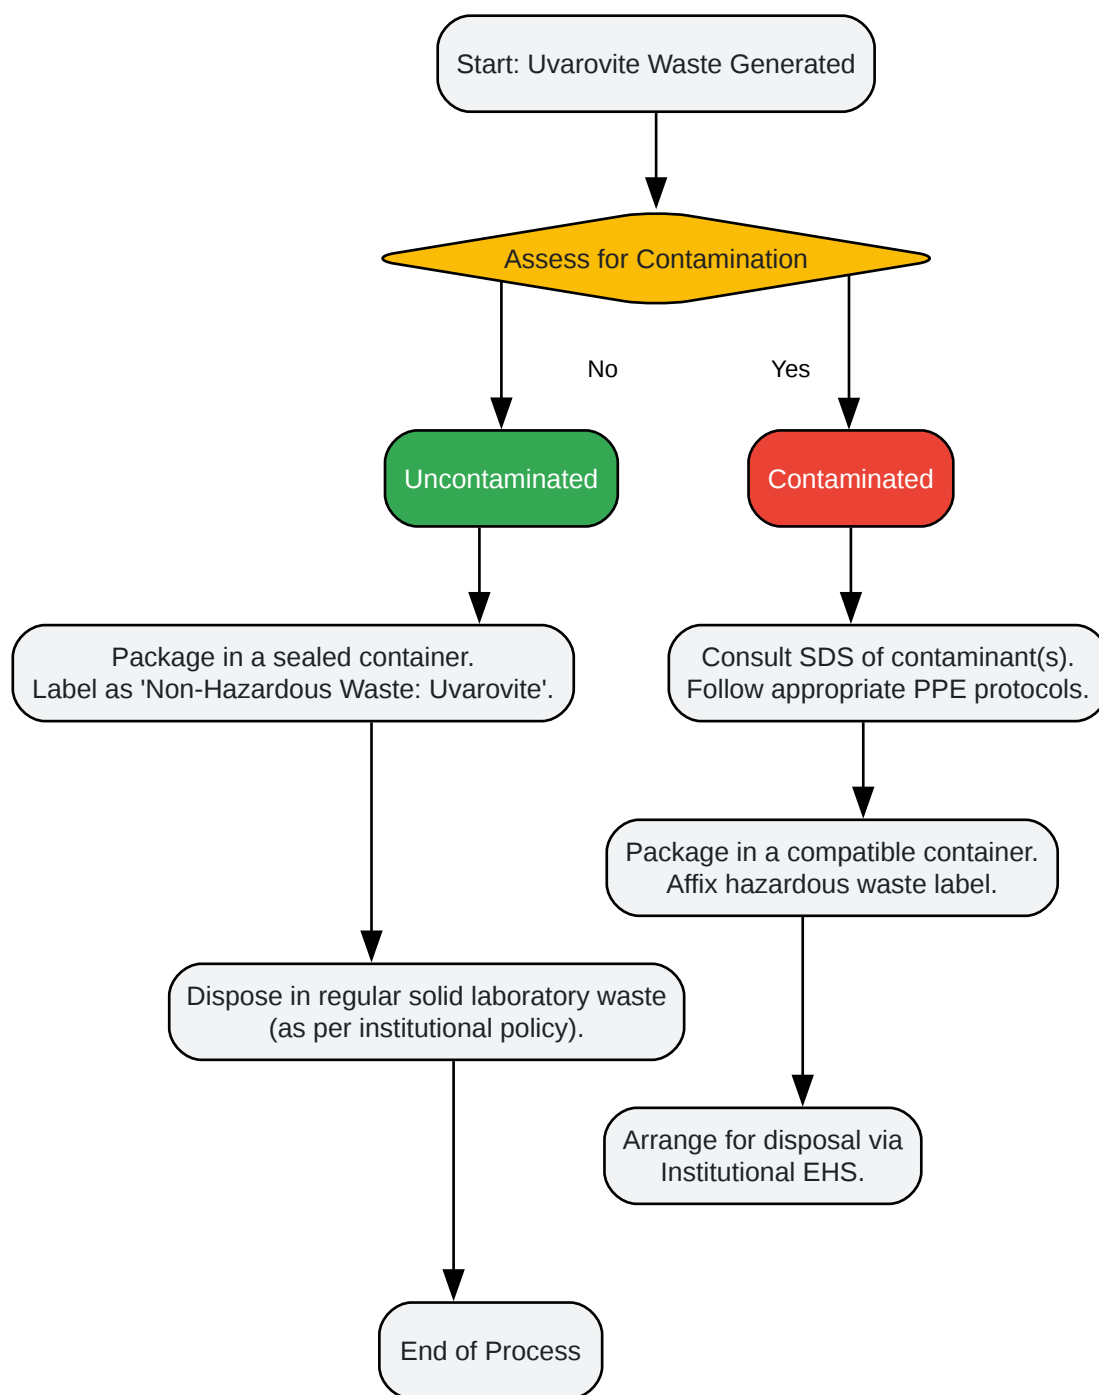 Start: Uvarovite Waste Generated
Assess for Contamination
No
Yes
Uncontaminated
Contaminated
Package in a sealed container.
Label as 'Non-Hazardous Waste: Uvarovite'.
Consult SDS of contaminant(s).
Follow appropriate PPE protocols.
Package in a compatible container.
Affix hazardous waste label.
Dispose in regular solid laboratory waste
(as per institutional policy).
Arrange for disposal via
Institutional EHS.
End of Process